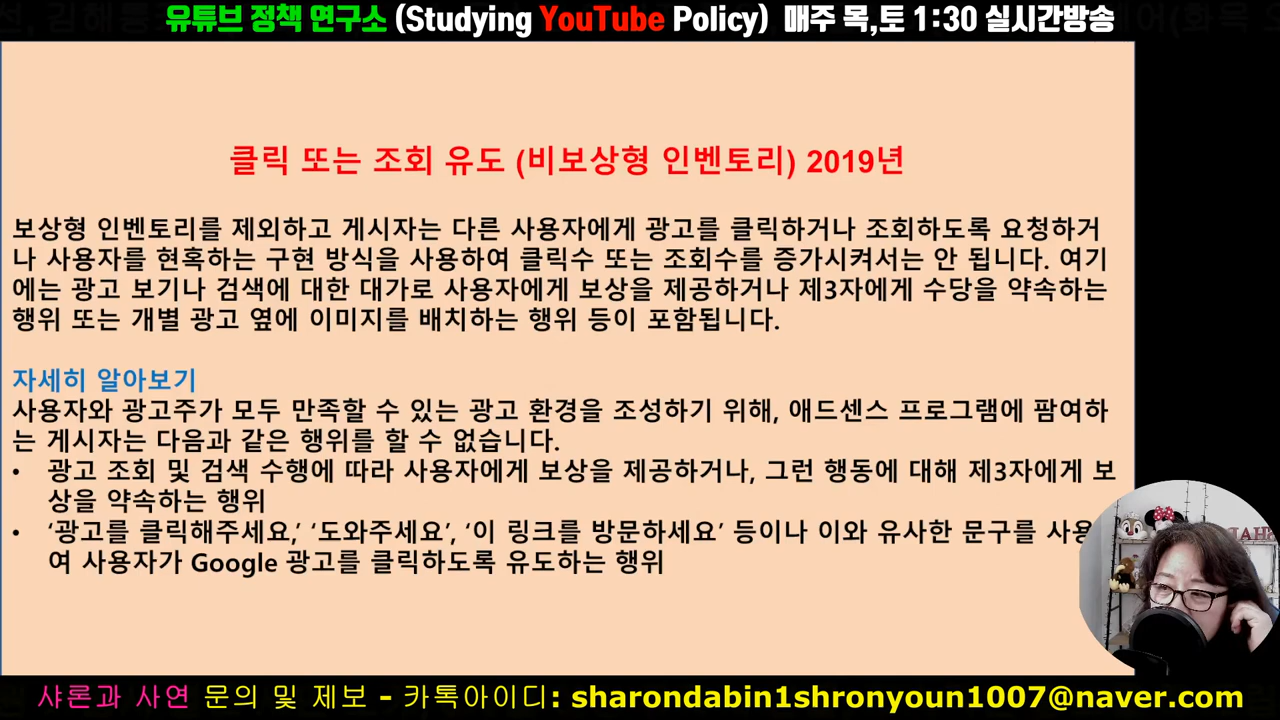 유튜브 정책 연구소 (Studying YouTube Policy) 매주 목,토 1:30 실시간방송
클릭 또는 조회 유도 (비보상형 인벤토리) 2019년
보상형 인벤토리를 제외하고 게시자는 다른 사용자에게 광고를 클릭하거나 조회하도록 요청하거
나 사용자를 현혹하는 구현 방식을 사용하여 클릭수 또는 조회수를 증가시켜서는 안 됩니다. 여기
에는 광고 보기나 검색에 대한 대가로 사용자에게 보상을 제공하거나 제3자에게 수당을 약속하는
행위 또는 개별 광고 옆에 이미지를 배치하는 행위 등이 포함됩니다.
자세히 알아보기
사용자와 광고주가 모두 만족할 수 있는 광고 환경을 조성하기 위해, 애드센스 프로그램에 팜여하
는 게시자는 다음과 같은 행위를 할 수 없습니다.
• 광고 조회 및 검색 수행에 따라 사용자에게 보상을 제공하거나, 그런 행동에 대해 제3자에게 보
상을 약속하는 행위
• ‘광고를 클릭해주세요,’ ‘도와주세요’, ‘이 링크를 방문하세요’ 등이나 이와 유사한 문구를 사용
여 사용자가 Google 광고를 클릭하도록 유도하는 행위
샤론과 사연 문의 및 제보 – 카톡아이디: sharondabin1shronyoun1007@naver.com